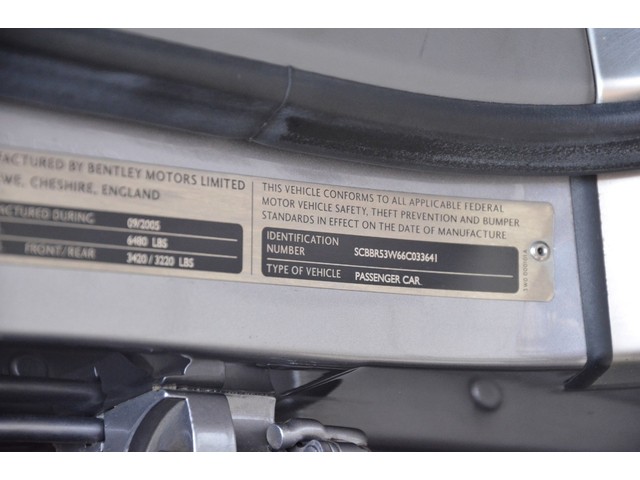 FACTURED BY BENTLEY MOTORS LIMITED
WE, CHESHIRE, ENGLAND
ACTURED DURING 09/2005
6480 LBS
FRONT/REAR 3420/3220 LBS
THIS VEHICLE CONFORMS TO ALL APPLICABLE FEDERAL
MOTOR VEHICLE SAFETY, THEFT PREVENTION AND BUMPER
STANDARDS IN EFFECT ON THE DATE OF MANUFACTURE
IDENTIFICATION
NUMBER SCBBR53W66C033641
TYPE OF VEHICLE PASSENGER CAR